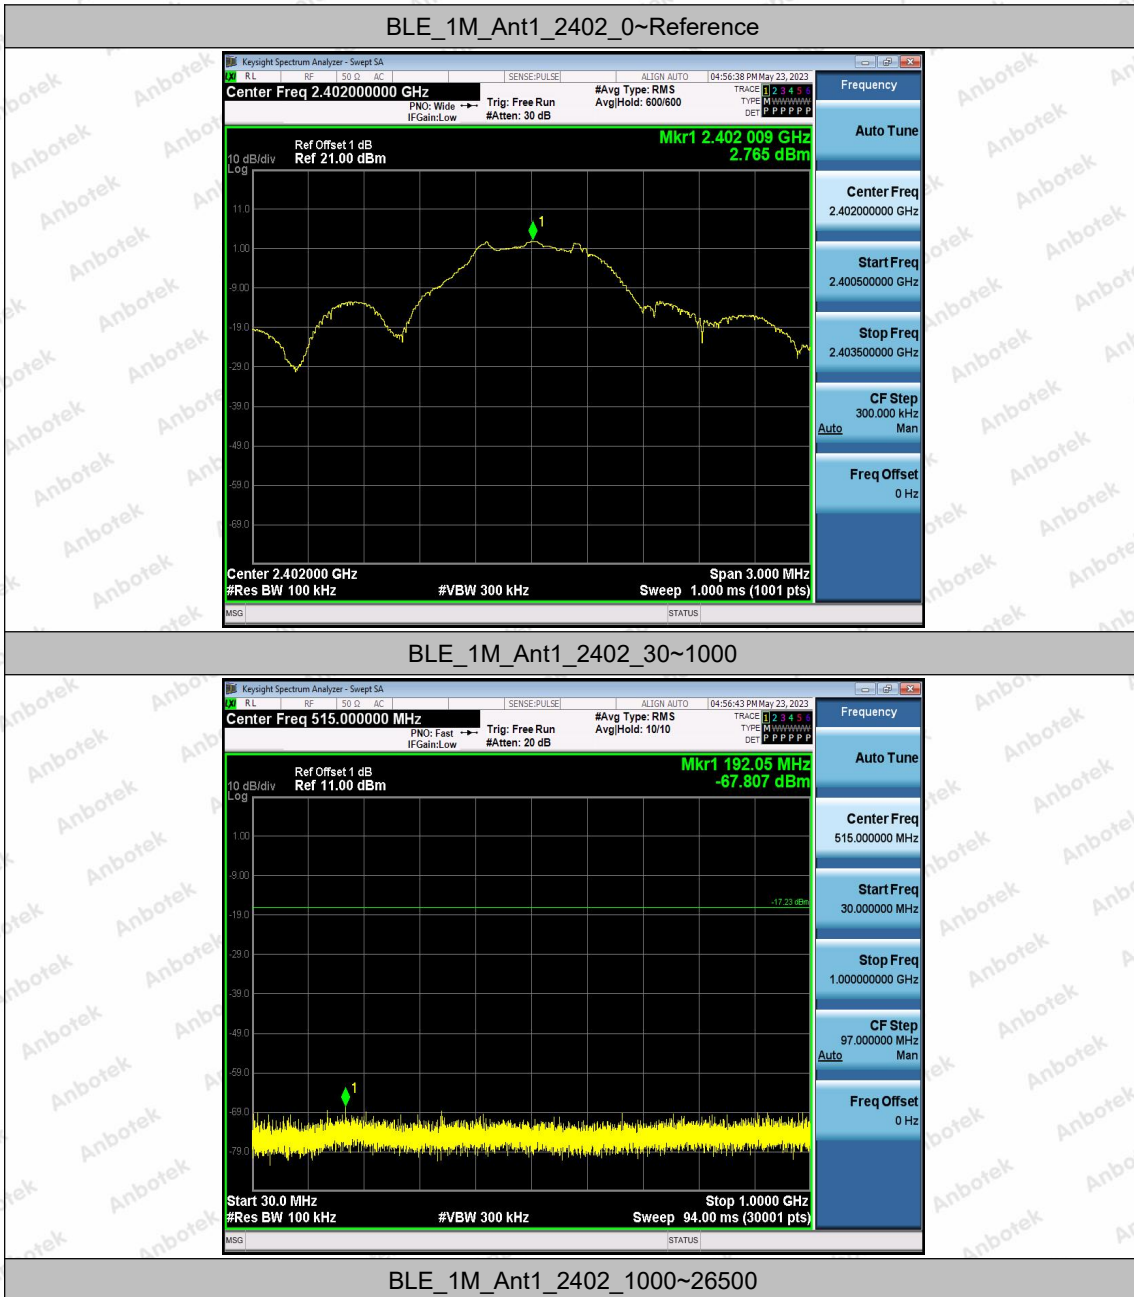 BLE_1M_Ant1_2402_0~Reference
Keysight Spectrum Analyzer - Swept SA
RL RF 50 Ω AC SENSE:PULSE ALIGN AUTO 04:56:38 PM May 23, 2023
Center Freq 2.402000000 GHz
PNO: Wide
IFGain:Low
Trig: Free Run
#Atten: 30 dB
#Avg Type: RMS
Avg|Hold: 600/600
TRACE 1 2 3 4 5 6
TYPE M W W W W W
DET P P P P P P
Frequency
Auto Tune
Center Freq
2.402000000 GHz
Start Freq
2.400500000 GHz
Stop Freq
2.403500000 GHz
CF Step
300.000 kHz
Auto Man
Freq Offset
0 Hz
Mkr1 2.402 009 GHz
2.765 dBm
Ref Offset 1 dB
10 dB/div Ref 21.00 dBm
Log
11.0
1
1.00
-9.00
-19.0
-29.0
-39.0
-49.0
-59.0
-69.0
Center 2.402000 GHz Span 3.000 MHz
#Res BW 100 kHz #VBW 300 kHz Sweep 1.000 ms (1001 pts)
MSG STATUS
BLE_1M_Ant1_2402_30~1000
Keysight Spectrum Analyzer - Swept SA
RL RF 50 Ω AC SENSE:PULSE ALIGN AUTO 04:56:43 PM May 23, 2023
Center Freq 515.000000 MHz
PNO: Fast
IFGain:Low
Trig: Free Run
#Atten: 20 dB
#Avg Type: RMS
Avg|Hold: 10/10
TRACE 1 2 3 4 5 6
TYPE M W W W W W
DET P P P P P P
Frequency
Auto Tune
Center Freq
515.000000 MHz
Start Freq
30.000000 MHz
Stop Freq
1.000000000 GHz
CF Step
97.000000 MHz
Auto Man
Freq Offset
0 Hz
Mkr1 192.05 MHz
-67.807 dBm
Ref Offset 1 dB
10 dB/div Ref 11.00 dBm
Log
1.00
-9.00
-17.23 dBm
-19.0
-29.0
-39.0
-49.0
-59.0
1
-69.0
-79.0
Start 30.0 MHz Stop 1.0000 GHz
#Res BW 100 kHz #VBW 300 kHz Sweep 94.00 ms (30001 pts)
MSG STATUS
BLE_1M_Ant1_2402_1000~26500
Anbotek